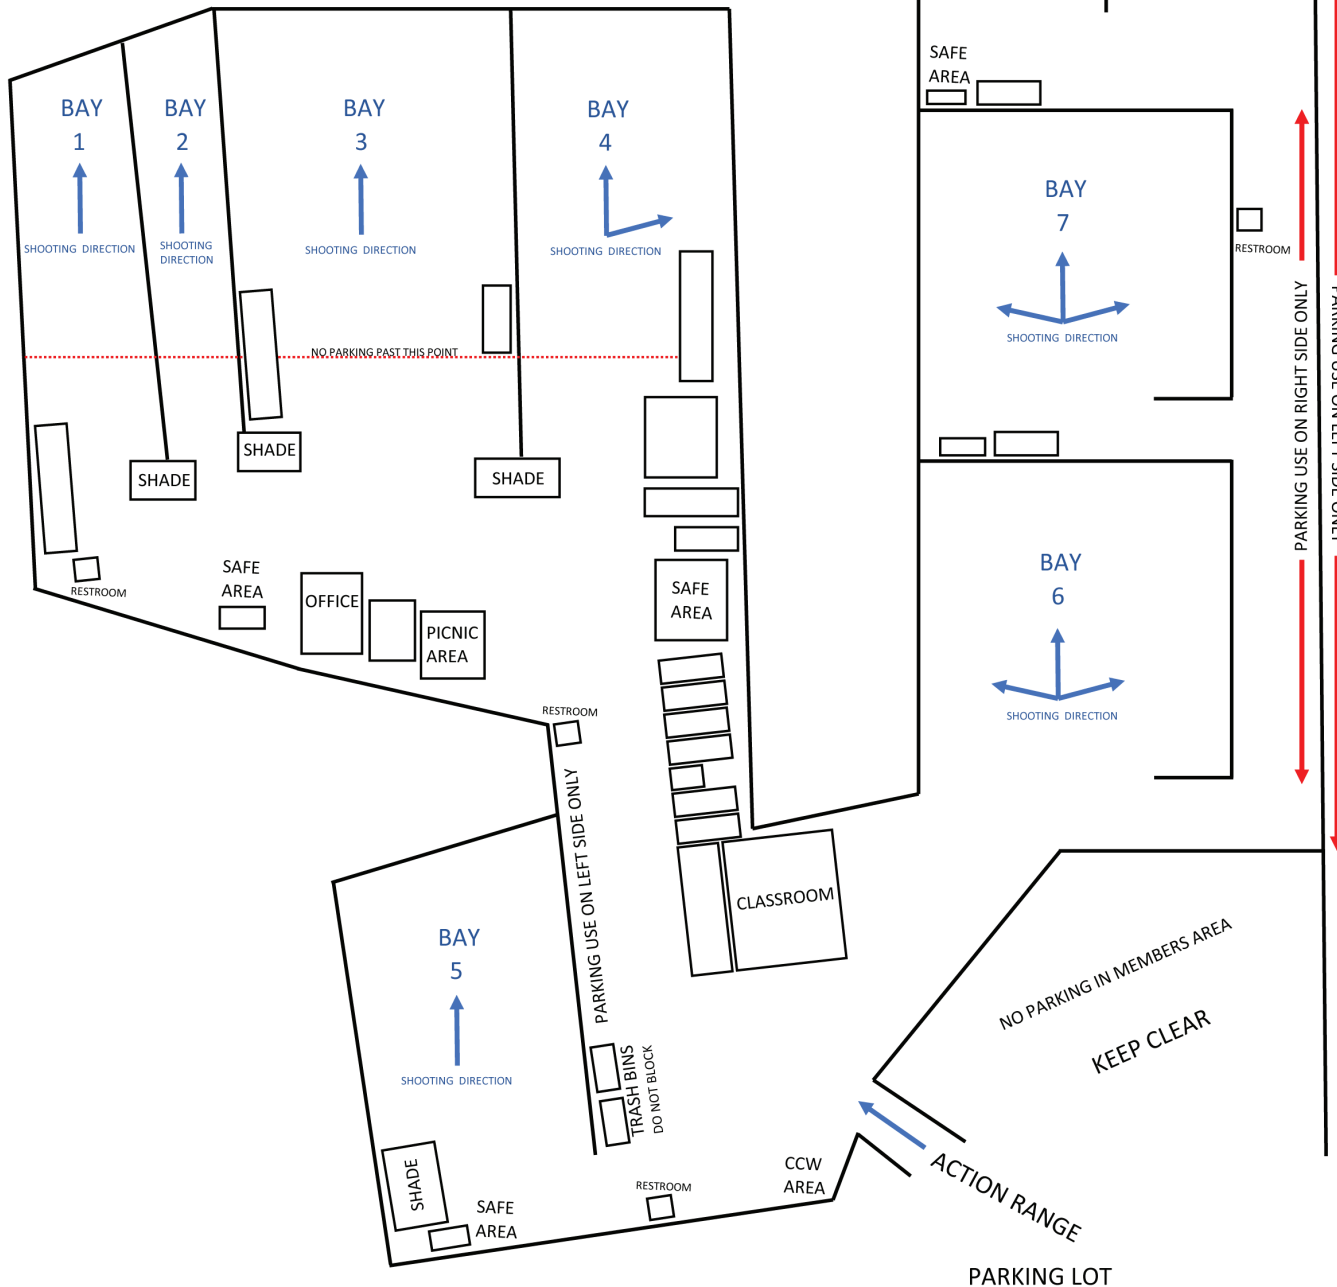 BAY
1
SHOOTING DIRECTION
BAY
2
SHOOTING
DIRECTION
BAY
3
SHOOTING DIRECTION
BAY
4
SHOOTING DIRECTION
SAFE
AREA
BAY
7
SHOOTING DIRECTION
RESTROOM
PARKING USE ON RIGHT SIDE ONLY
PARKING USE ON LEFT SIDE ONLY
NO PARKING PAST THIS POINT
SHADE
SHADE
SHADE
RESTROOM
SAFE
AREA
OFFICE
PICNIC
AREA
SAFE
AREA
BAY
6
SHOOTING DIRECTION
RESTROOM
PARKING USE ON LEFT SIDE ONLY
CLASSROOM
BAY
5
SHOOTING DIRECTION
TRASH BINS
DO NOT BLOCK
NO PARKING IN MEMBERS AREA
KEEP CLEAR
SHADE
SAFE
AREA
RESTROOM
CCW
AREA
ACTION RANGE
PARKING LOT